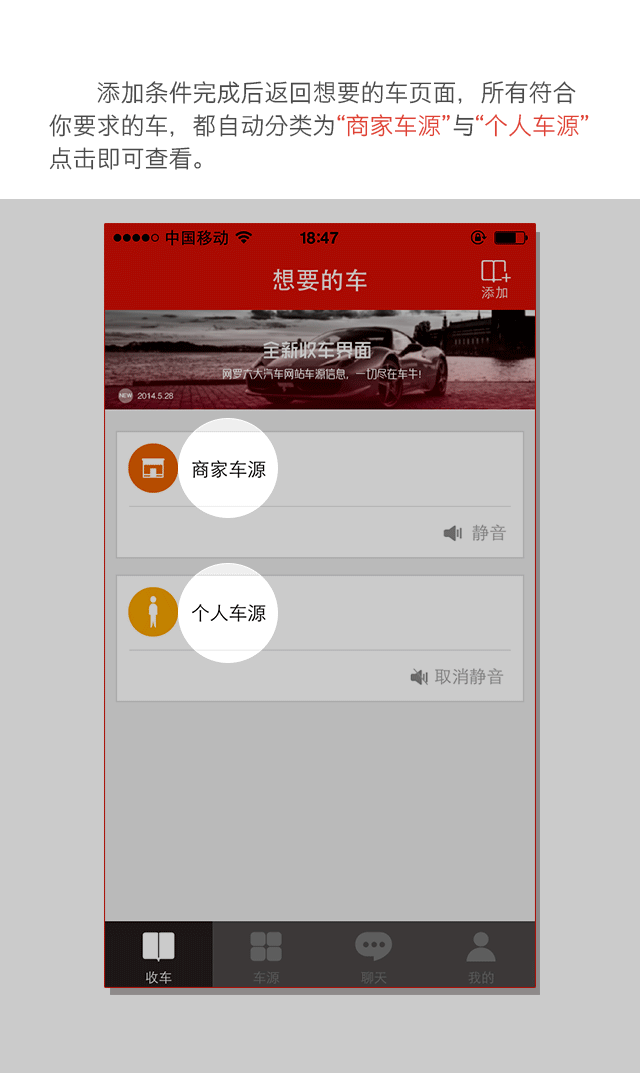 添加条件完成后返回想要的车页面，所有符合
你要求的车，都自动分类为“商家车源”与“个人车源”
点击即可查看。
中国移动 18:47
想要的车
添加
全新收车界面
网罗六大汽车网站车源信息，一切尽在车牛!
NEW 2014.5.28
商家车源
静音
个人车源
取消静音
收车 车源 聊天 我的